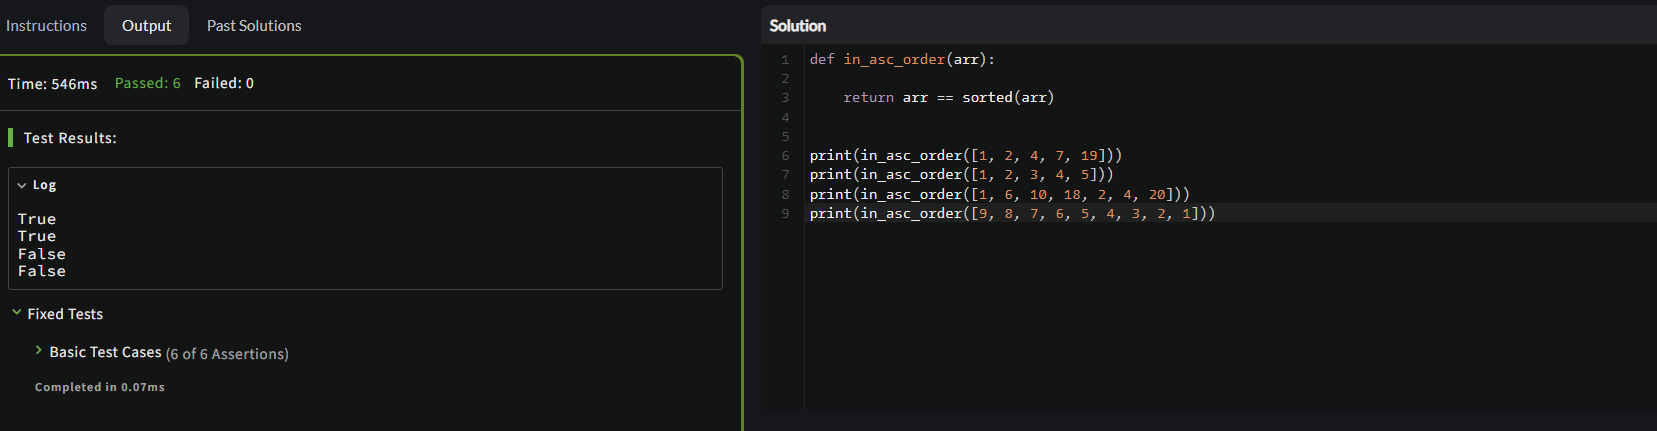 Instructions Output Past Solutions
Time: 546ms Passed: 6 Failed: 0
Test Results:
Log
True
True
False
False
Fixed Tests
Basic Test Cases (6 of 6 Assertions)
Completed in 0.07ms
Solution
1 def in_asc_order(arr):
2
3     return arr == sorted(arr)
4
5
6 print(in_asc_order([1, 2, 4, 7, 19]))
7 print(in_asc_order([1, 2, 3, 4, 5]))
8 print(in_asc_order([1, 6, 10, 18, 2, 4, 20]))
9 print(in_asc_order([9, 8, 7, 6, 5, 4, 3, 2, 1]))